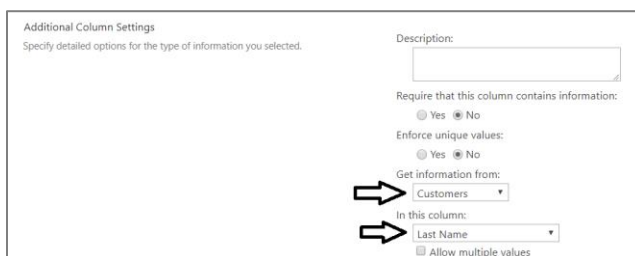 Additional Column Settings
Specify detailed options for the type of information you selected.
Description:
Require that this column contains information:
Yes No
Enforce unique values:
Yes No
Get information from:
Customers
In this column:
Last Name
Allow multiple values